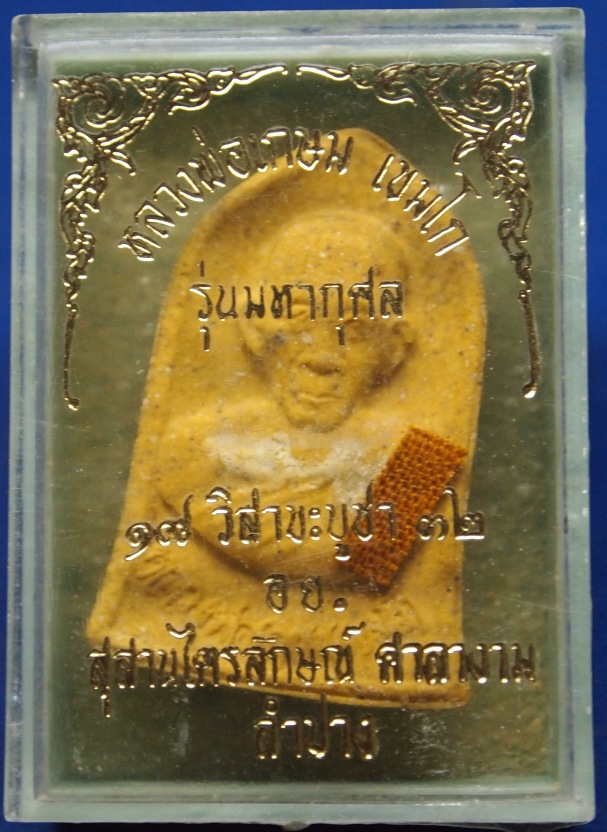 หลวงพ่อเกษม เขมโก
รุ่นมหากุศล
๑๗ วิสาขะบูชา ๓๒
อ ย .
สุสานไตรลักษณ์ ศาลางาม
ลำปาง